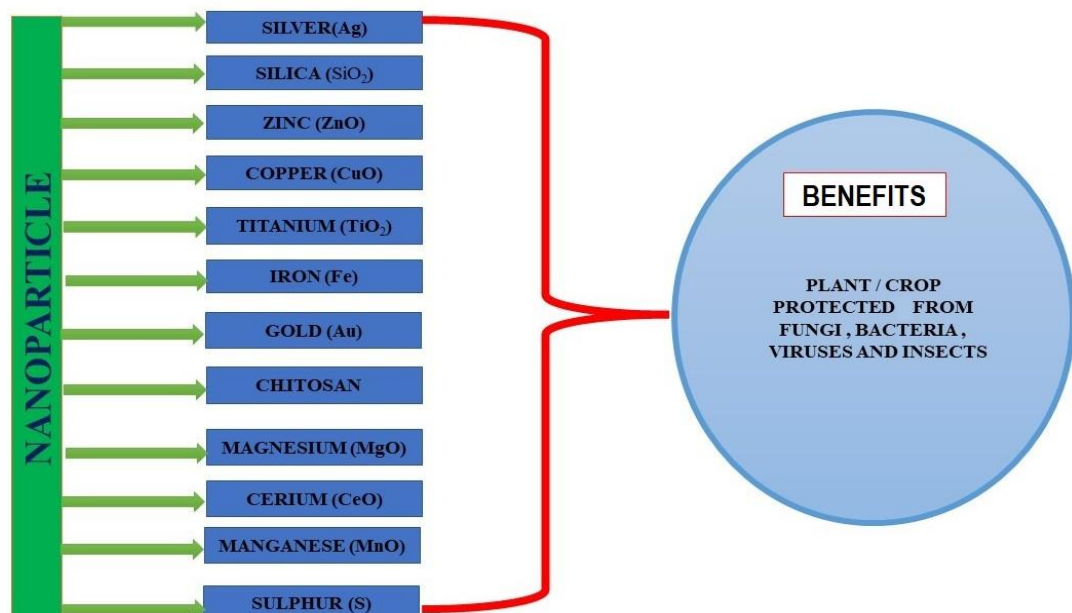 NANOPARTICLE
SILVER(Ag)
SILICA (SiO₂)
ZINC (ZnO)
COPPER (CuO)
TITANIUM (TiO₂)
IRON (Fe)
GOLD (Au)
CHITOSAN
MAGNESIUM (MgO)
CERIUM (CeO)
MANGANESE (MnO)
SULPHUR (S)
BENEFITS
PLANT / CROP
PROTECTED FROM
FUNGI , BACTERIA ,
VIRUSES AND INSECTS